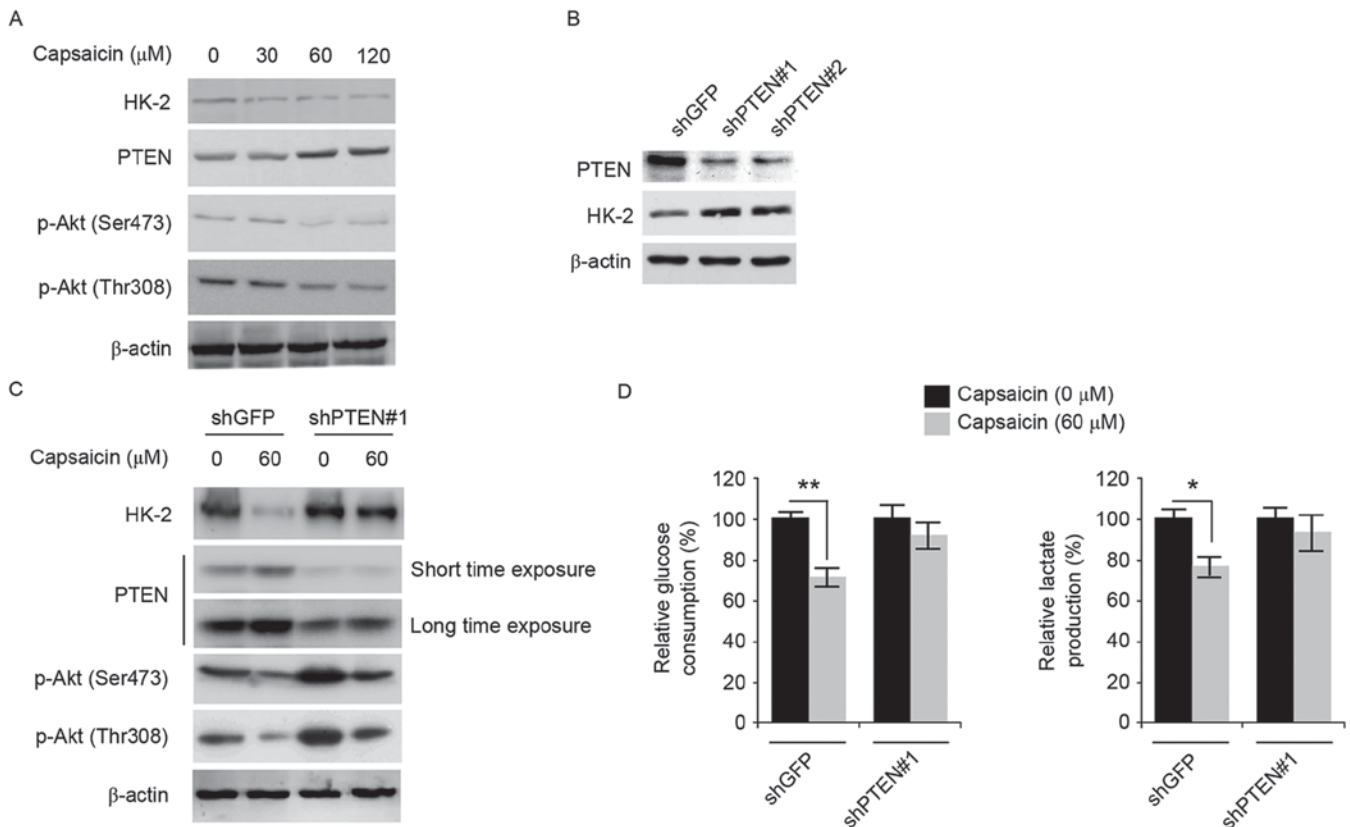 A
Capsaicin (μM) 0 30 60 120
HK-2
PTEN
p-Akt (Ser473)
p-Akt (Thr308)
β-actin
B
shGFP shPTEN#1 shPTEN#2
PTEN
HK-2
β-actin
C
shGFP shPTEN#1
Capsaicin (μM) 0 60 0 60
HK-2
PTEN
Short time exposure
Long time exposure
p-Akt (Ser473)
p-Akt (Thr308)
β-actin
D
Capsaicin (0 μM)
Capsaicin (60 μM)
Relative glucose
consumption (%)
120
100
80
60
40
20
0
**
shGFP shPTEN#1
Relative lactate
production (%)
120
100
80
60
40
20
0
*
shGFP shPTEN#1